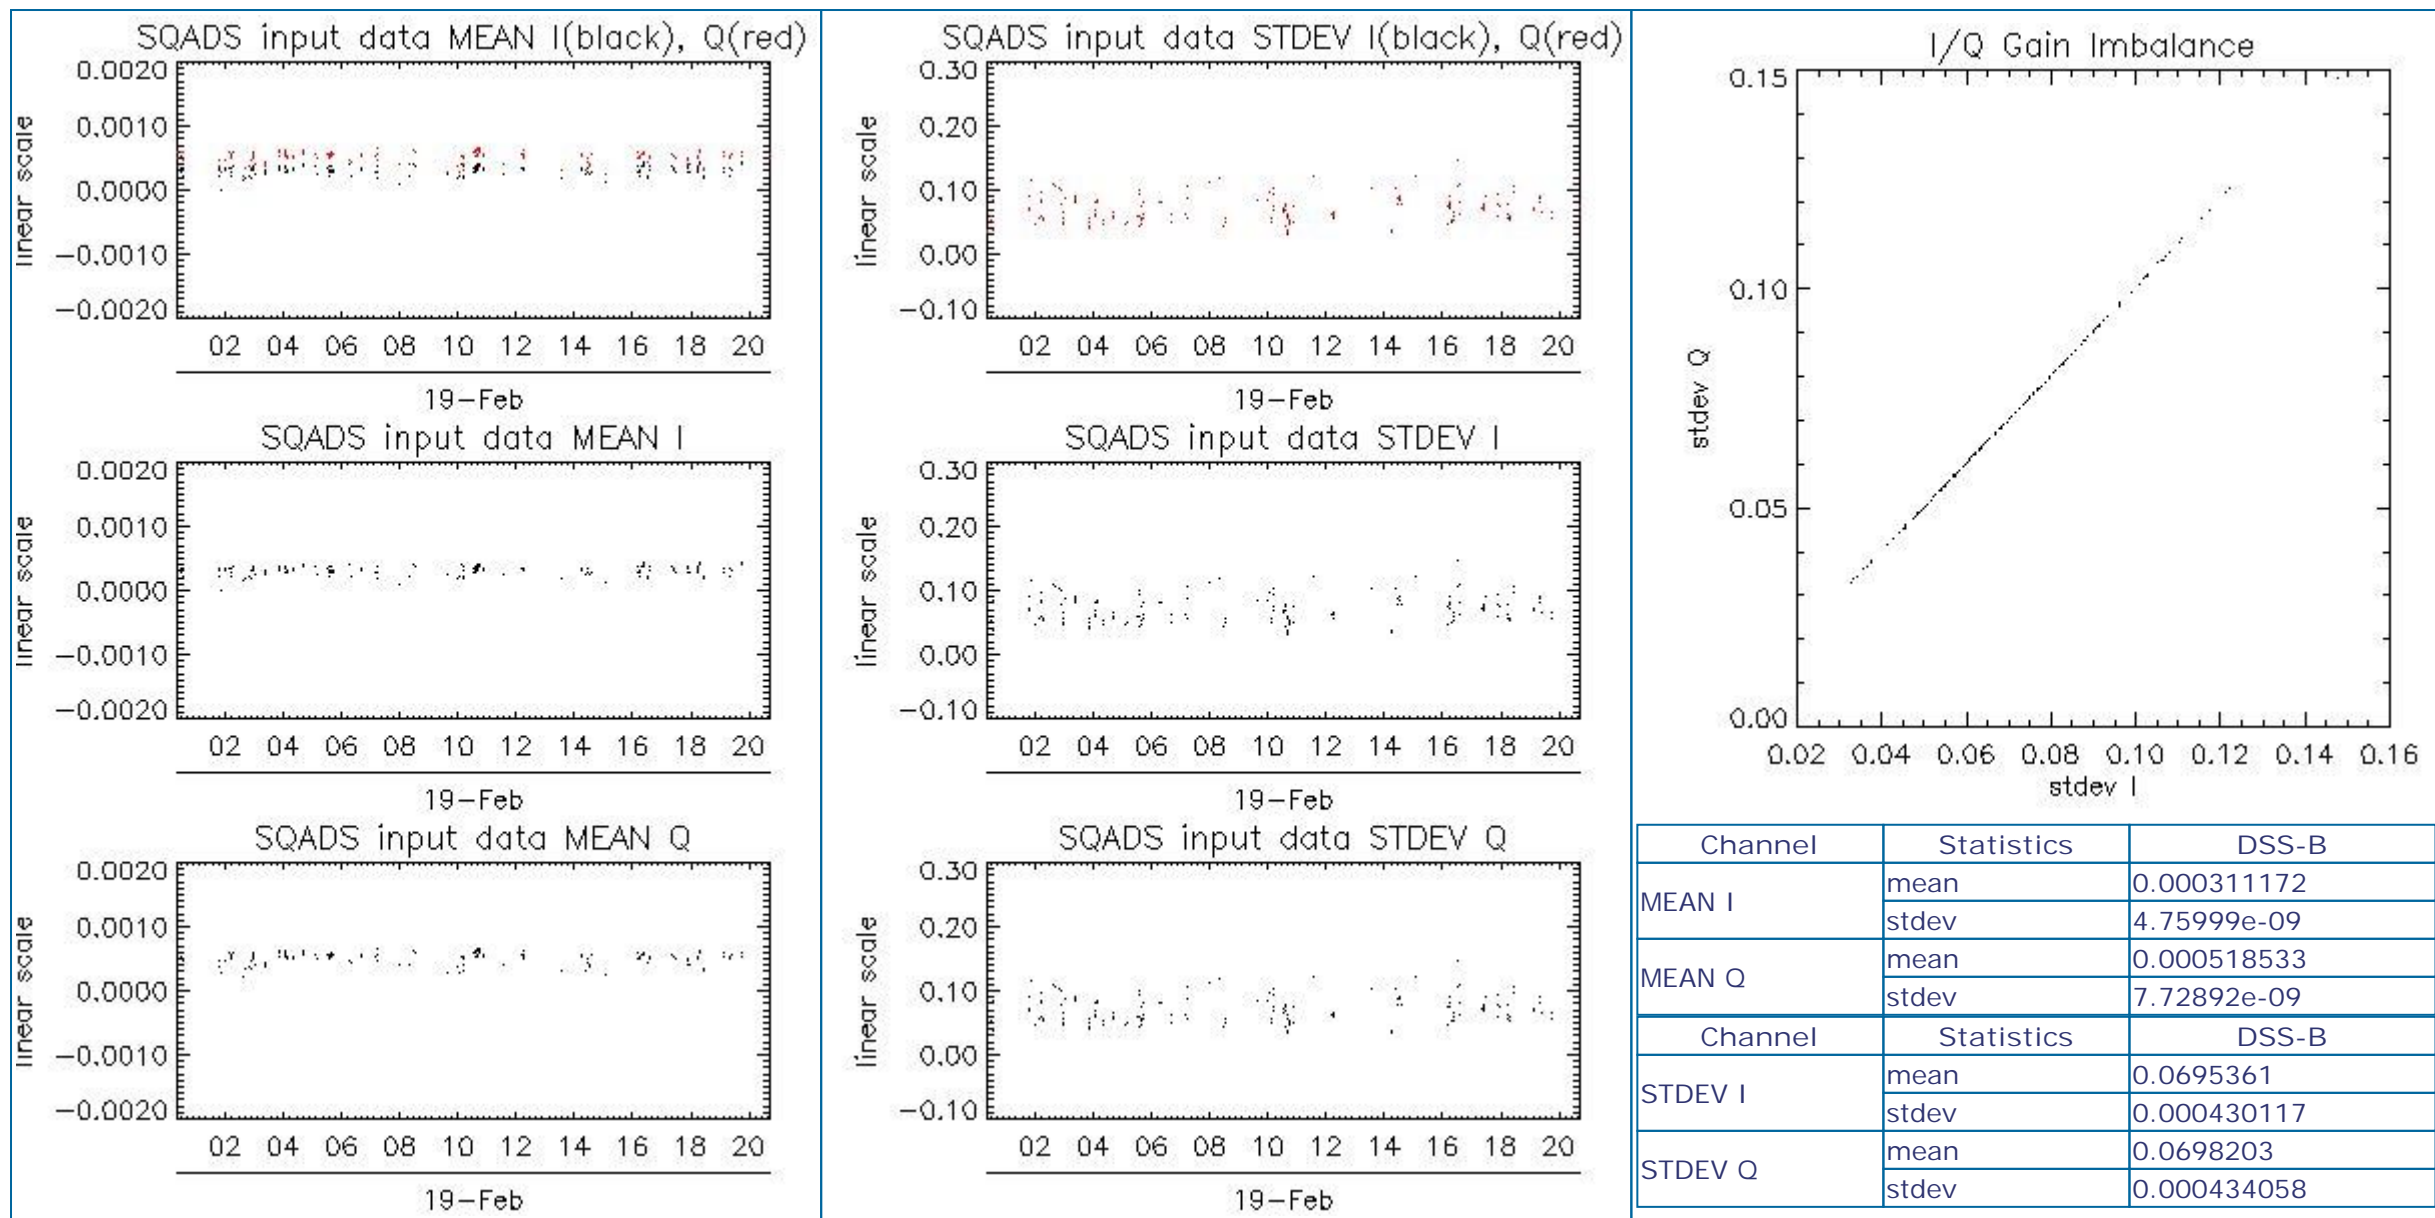 SQADS input data MEAN I(black), Q(red)
linear scale
0.0020
0.0010
0.0000
−0.0010
−0.0020
02 04 06 08 10 12 14 16 18 20
19−Feb
SQADS input data MEAN I
linear scale
0.0020
0.0010
0.0000
−0.0010
−0.0020
02 04 06 08 10 12 14 16 18 20
19−Feb
SQADS input data MEAN Q
linear scale
0.0020
0.0010
0.0000
−0.0010
−0.0020
02 04 06 08 10 12 14 16 18 20
19−Feb
SQADS input data STDEV I(black), Q(red)
linear scale
0.30
0.20
0.10
0.00
−0.10
02 04 06 08 10 12 14 16 18 20
19−Feb
SQADS input data STDEV I
linear scale
0.30
0.20
0.10
0.00
−0.10
02 04 06 08 10 12 14 16 18 20
19−Feb
SQADS input data STDEV Q
linear scale
0.30
0.20
0.10
0.00
−0.10
02 04 06 08 10 12 14 16 18 20
19−Feb
I/Q Gain Imbalance
stdev Q
0.15
0.10
0.05
0.00
0.02 0.04 0.06 0.08 0.10 0.12 0.14 0.16
stdev I
Channel Statistics DSS-B
MEAN I mean 0.000311172
stdev 4.75999e-09
MEAN Q mean 0.000518533
stdev 7.72892e-09
Channel Statistics DSS-B
STDEV I mean 0.0695361
stdev 0.000430117
STDEV Q mean 0.0698203
stdev 0.000434058